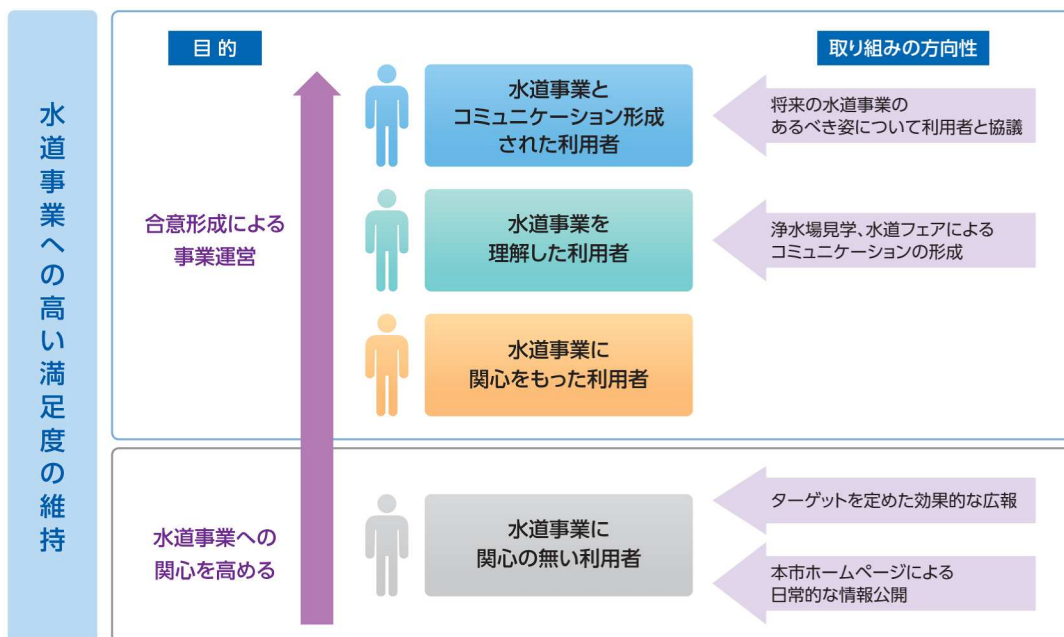 水道事業への高い満足度の維持
目的
取り組みの方向性
合意形成による
事業運営
水道事業と
コミュニケーション形成
された利用者
将来の水道事業の
あるべき姿について利用者と協議
水道事業を
理解した利用者
浄水場見学、水道フェアによる
コミュニケーションの形成
水道事業に
関心をもった利用者
水道事業への
関心を高める
水道事業に
関心の無い利用者
ターゲットを定めた効果的な広報
本市ホームページによる
日常的な情報公開